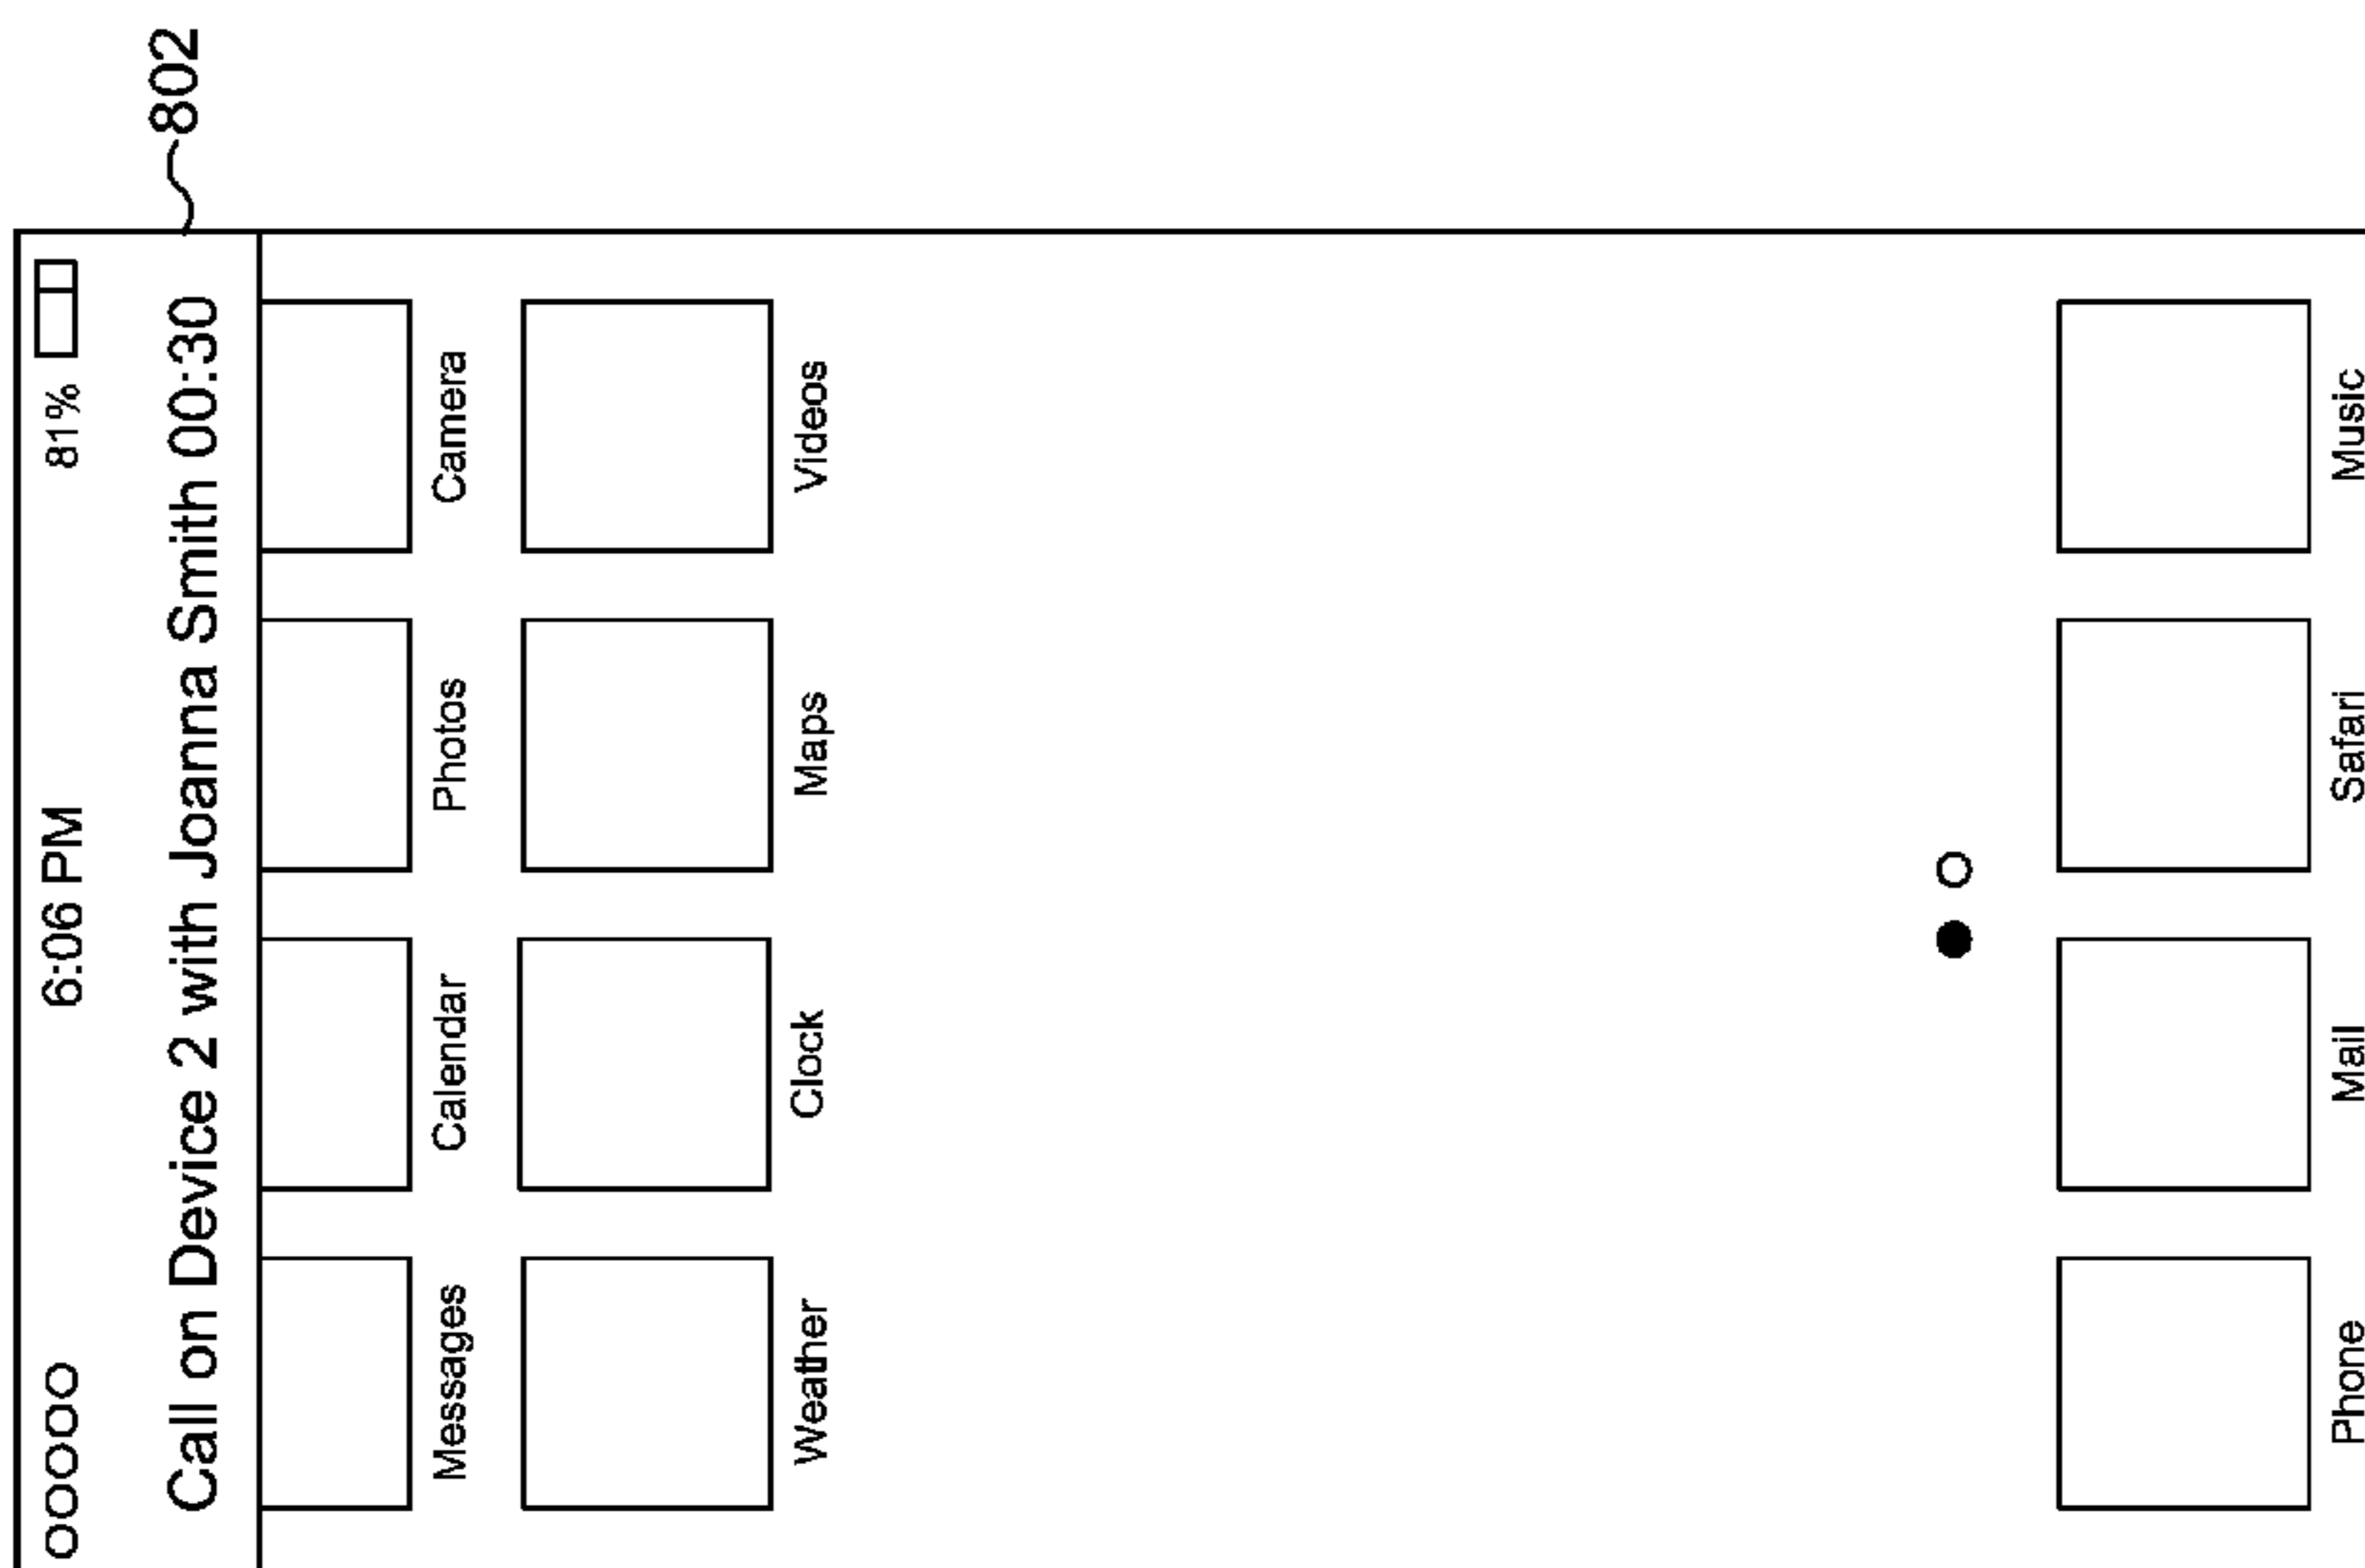 6:06 PM 81%
Call on Device 2 with Joanna Smith 00:30
802
Messages Calendar Photos Camera
Weather Clock Maps Videos
Phone Mail Safari Music